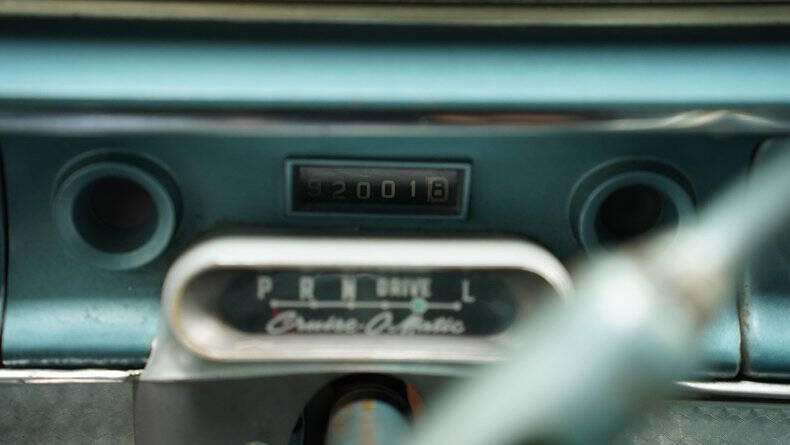 920018
P R N DRIVE L
Cruise-O-Matic